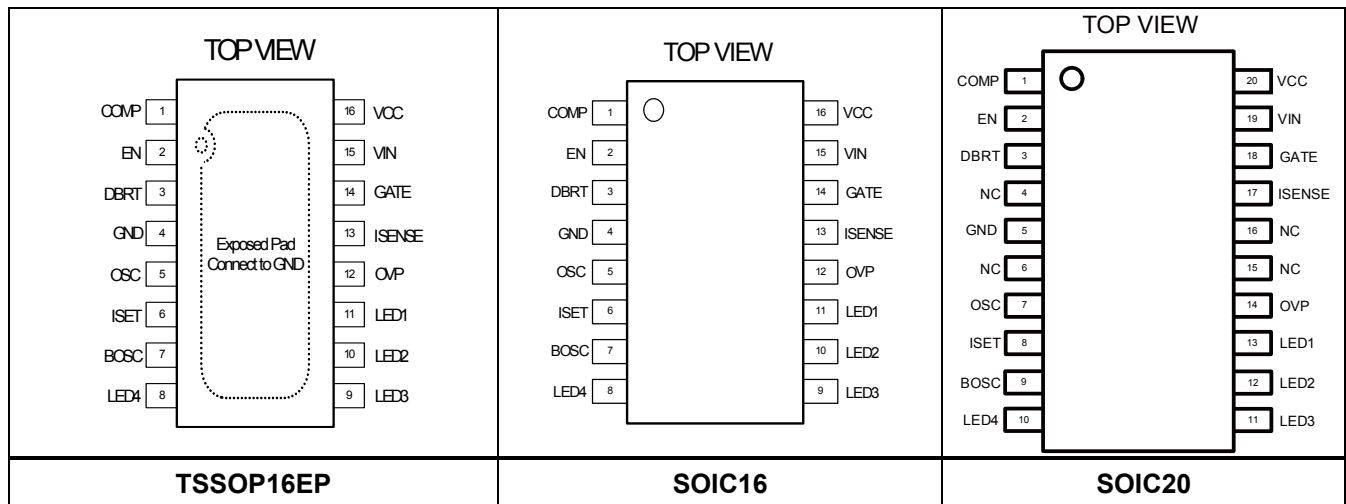 TOP VIEW
COMP 1
EN 2
DBRT 3
GND 4
OSC 5
ISET 6
BOSC 7
LED4 8
16 VCC
15 VIN
14 GATE
13 ISENSE
12 OVP
11 LED1
10 LED2
9 LED3
Exposed Pad
Connect to GND
TSSOP16EP
TOP VIEW
COMP 1
EN 2
DBRT 3
GND 4
OSC 5
ISET 6
BOSC 7
LED4 8
16 VCC
15 VIN
14 GATE
13 ISENSE
12 OVP
11 LED1
10 LED2
9 LED3
SOIC16
TOP VIEW
COMP 1
EN 2
DBRT 3
NC 4
GND 5
NC 6
OSC 7
ISET 8
BOSC 9
LED4 10
20 VCC
19 VIN
18 GATE
17 ISENSE
16 NC
15 NC
14 OVP
13 LED1
12 LED2
11 LED3
SOIC20